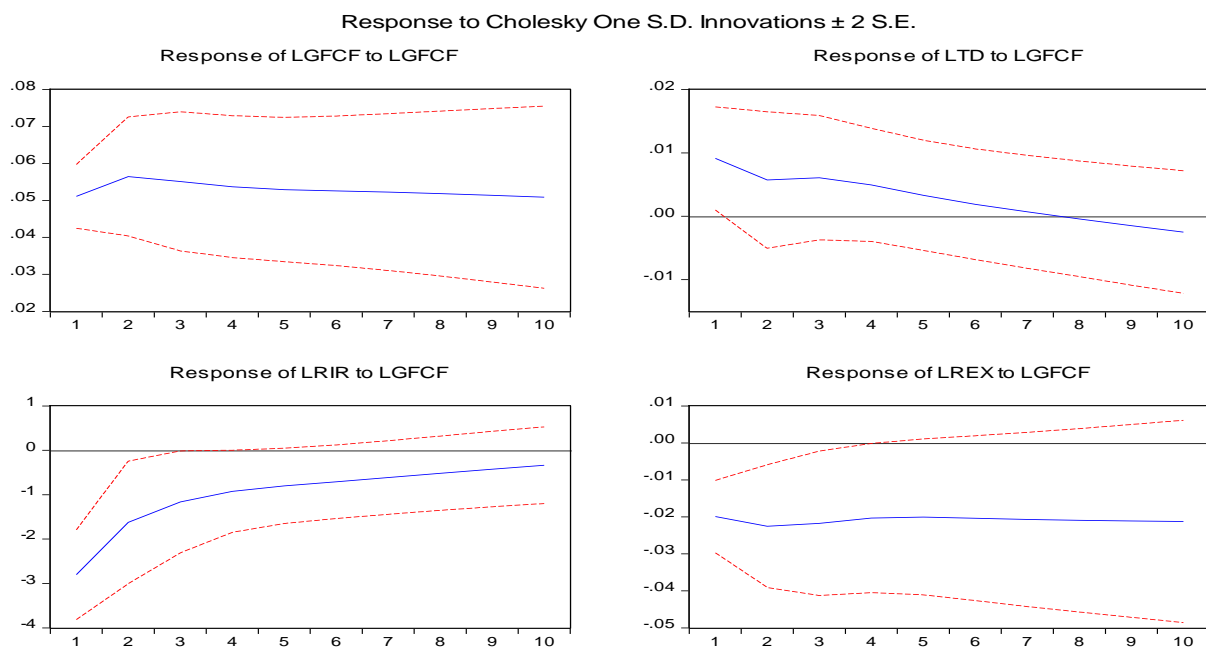 Response to Cholesky One S.D. Innovations ± 2 S.E.
Response of LGFCF to LGFCF
.08
.07
.06
.05
.04
.03
.02
1 2 3 4 5 6 7 8 9 10
Response of LTD to LGFCF
.02
.01
.00
-.01
1 2 3 4 5 6 7 8 9 10
Response of LRIR to LGFCF
1
0
-1
-2
-3
-4
1 2 3 4 5 6 7 8 9 10
Response of LREX to LGFCF
.01
.00
-.01
-.02
-.03
-.04
-.05
1 2 3 4 5 6 7 8 9 10